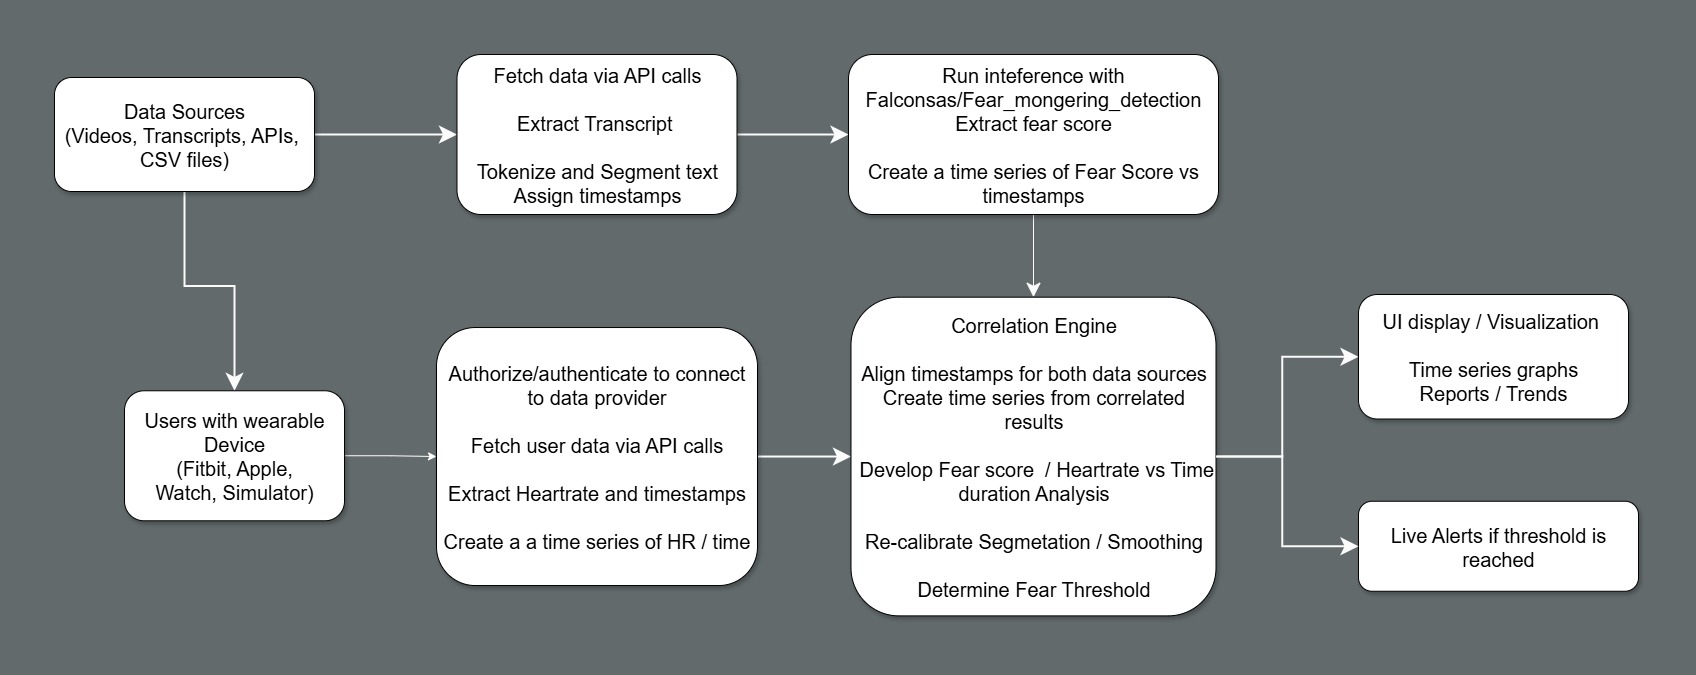 Data Sources
(Videos, Transcripts, APIs,
CSV files)
Fetch data via API calls
Extract Transcript
Tokenize and Segment text
Assign timestamps
Run inteference with
Falconsas/Fear_mongering_detection
Extract fear score
Create a time series of Fear Score vs
timestamps
Users with wearable
Device
(Fitbit, Apple,
Watch, Simulator)
Authorize/authenticate to connect
to data provider
Fetch user data via API calls
Extract Heartrate and timestamps
Create a a time series of HR / time
Correlation Engine
Align timestamps for both data sources
Create time series from correlated
results
Develop Fear score / Heartrate vs Time
duration Analysis
Re-calibrate Segmetation / Smoothing
Determine Fear Threshold
UI display / Visualization
Time series graphs
Reports / Trends
Live Alerts if threshold is
reached